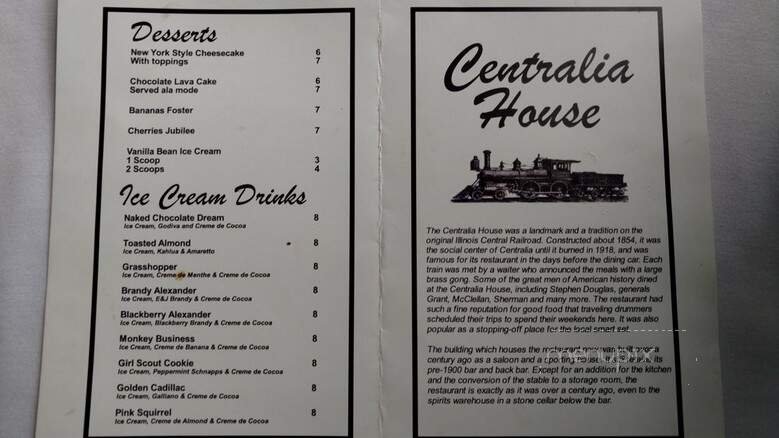 Desserts
New York Style Cheesecake 6
With toppings 7
Chocolate Lava Cake 6
Served ala mode 7
Bananas Foster 7
Cherries Jubilee 7
Vanilla Bean Ice Cream
1 Scoop 3
2 Scoops 4
Ice Cream Drinks
Naked Chocolate Dream 8
Ice Cream, Godiva and Creme de Cocoa
Toasted Almond 8
Ice Cream, Kahlua & Amaretto
Grasshopper 8
Ice Cream, Creme de Menthe & Creme de Cocoa
Brandy Alexander 8
Ice Cream, E&J Brandy & Creme de Cocoa
Blackberry Alexander 8
Ice Cream, Blackberry Brandy & Creme de Cocoa
Monkey Business 8
Ice Cream, Creme de Banana & Creme de Cocoa
Girl Scout Cookie 8
Ice Cream, Peppermint Schnapps & Creme de Cocoa
Golden Cadillac 8
Ice Cream, Galliano & Creme de Cocoa
Pink Squirrel 8
Ice Cream, Creme de Almond & Creme de Cocoa
Centralia
House
The Centralia House was a landmark and a tradition on the
original Illinois Central Railroad. Constructed about 1854, it was
the social center of Centralia until it burned in 1918, and was
famous for its restaurant in the days before the dining car. Each
train was met by a waiter who announced the meals with a large
brass gong. Some of the great men of American history dined
at the Centralia House, including Stephen Douglas, generals
Grant, McClellan, Sherman and many more. The restaurant had
such a fine reputation for good food that traveling drummers
scheduled their trips to spend their weekends here. It was also
popular as a stopping-off place for the local smart set.
The building which houses the restaurant now was built over a
century ago as a saloon and a sporting house. its
pre-1900 bar and back bar. Except for an addition for the kitchen
and the conversion of the stable to a storage room, the
restaurant is exactly as it was over a century ago, even to the
spirits warehouse in a stone cellar below the bar.
menupix